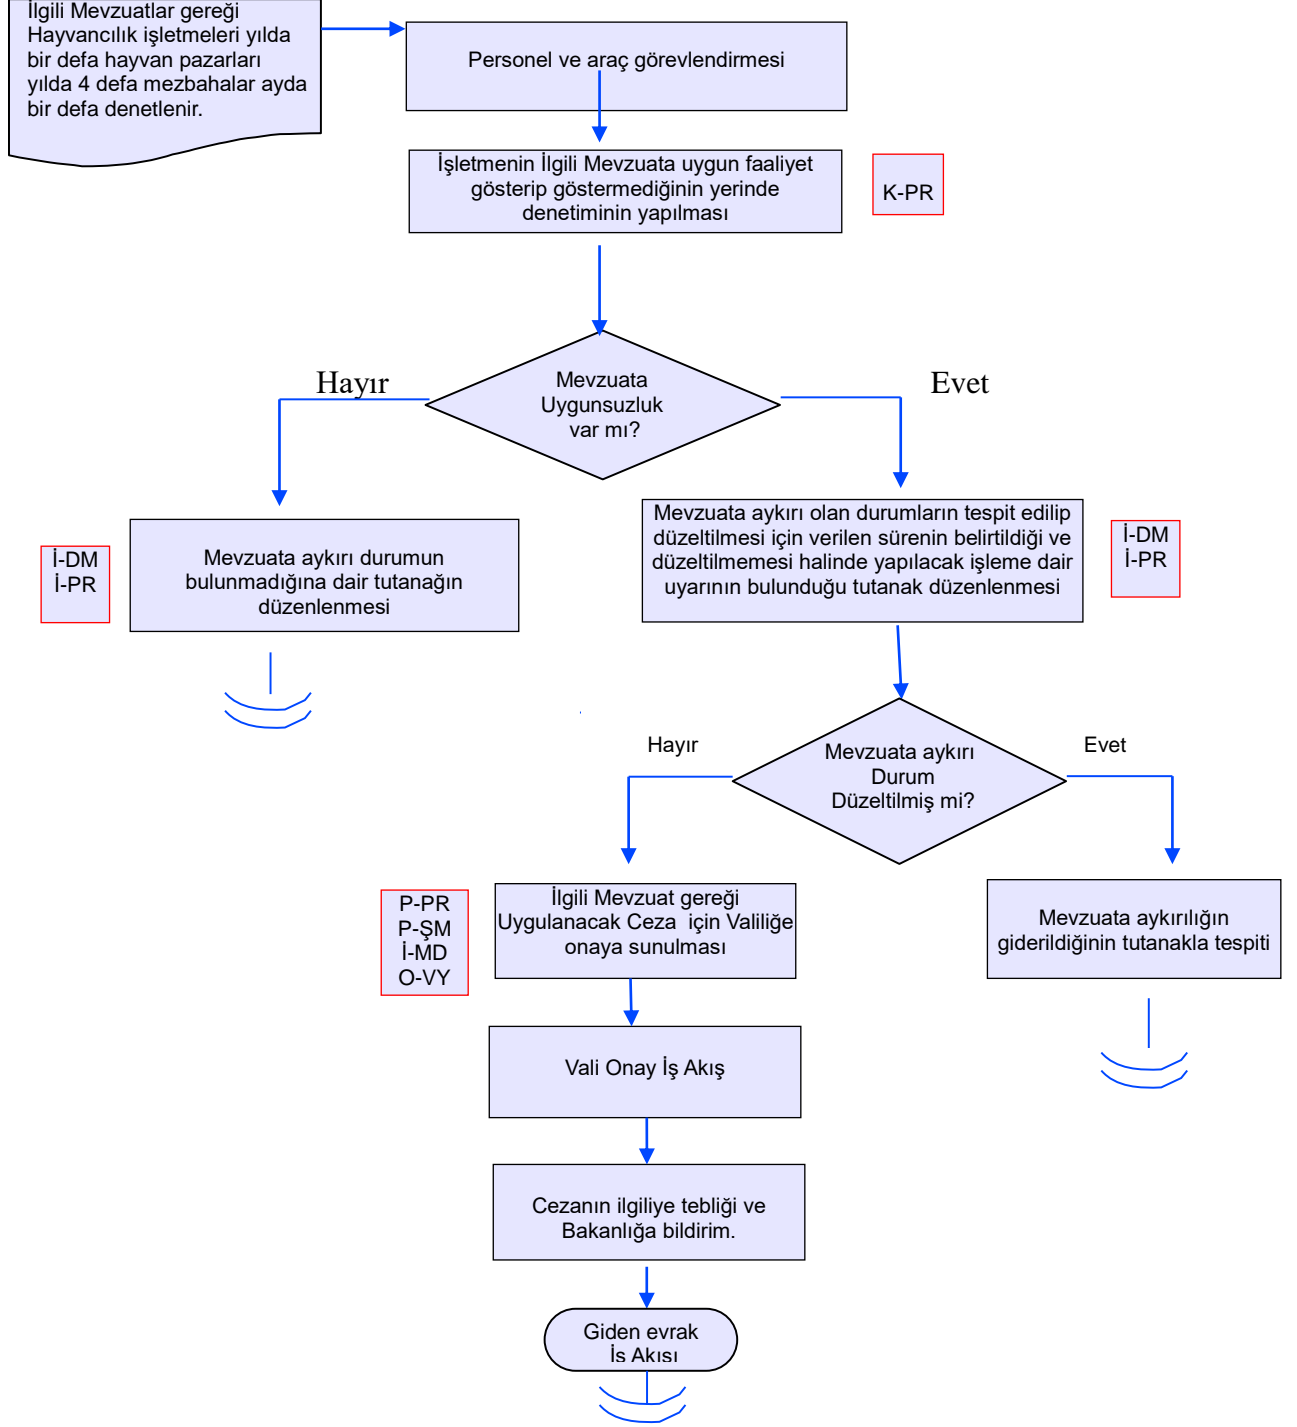 İlgili Mevzuatlar gereği
Hayvancılık işletmeleri yılda
bir defa hayvan pazarları
yılda 4 defa mezbahalar ayda
bir defa denetlenir.
Personel ve araç görevlendirmesi
İşletmenin İlgili Mevzuata uygun faaliyet
gösterip göstermediğinin yerinde
denetiminin yapılması
K-PR
Mevzuata
Uygunsuzluk
var mı?
Hayır
Evet
İ-DM
İ-PR
Mevzuata aykırı durumun
bulunmadığına dair tutanağın
düzenlenmesi
Mevzuata aykırı olan durumların tespit edilip
düzeltilmesi için verilen sürenin belirtildiği ve
düzeltilmemesi halinde yapılacak işleme dair
uyarının bulunduğu tutanak düzenlenmesi
İ-DM
İ-PR
Hayır
Mevzuata aykırı
Durum
Düzeltilmiş mi?
Evet
P-PR
P-ŞM
İ-MD
O-VY
İlgili Mevzuat gereği
Uygulanacak Ceza  için Valiliğe
onaya sunulması
Mevzuata aykırılığın
giderildiğinin tutanakla tespiti
Vali Onay İş Akış
Cezanın ilgiliye tebliği ve
Bakanlığa bildirim.
Giden evrak
İş Akışı